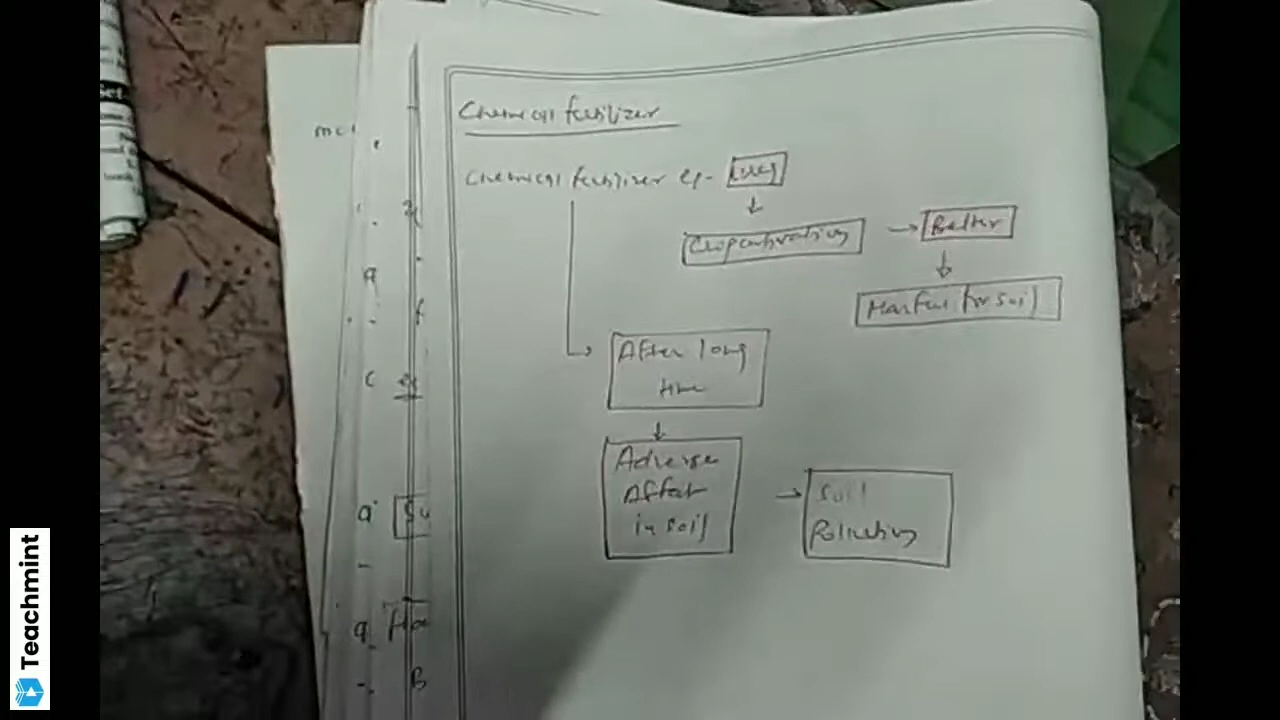 Chemical fertilizer
Chemical fertilizer eg. urea
Crop cultivation
Better
Harmful for soil
After long
time
Adverse
Affect
in soil
Soil
Pollution
Teachmint